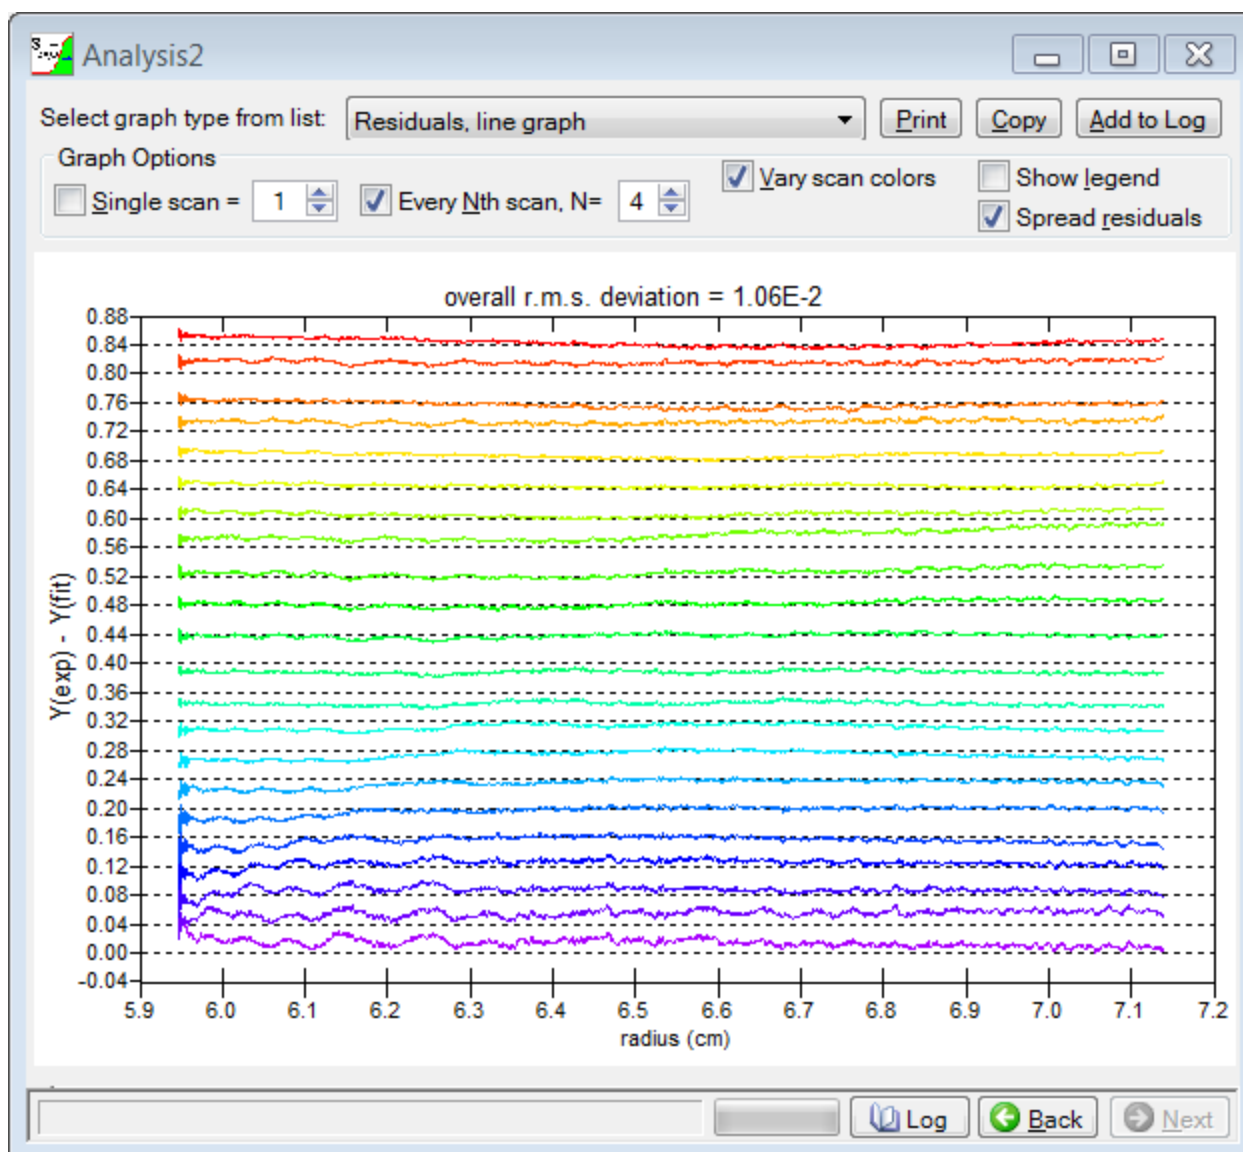 Analysis2
Select graph type from list: Residuals, line graph Print Copy Add to Log
Graph Options
Single scan = 1 Every Nth scan, N= 4 Vary scan colors Show legend
Spread residuals
overall r.m.s. deviation = 1.06E-2
0.88
0.84
0.80
0.76
0.72
0.68
0.64
0.60
0.56
0.52
0.48
0.44
0.40
0.36
0.32
0.28
0.24
0.20
0.16
0.12
0.08
0.04
0.00
-0.04
Y(exp) - Y(fit)
5.9 6.0 6.1 6.2 6.3 6.4 6.5 6.6 6.7 6.8 6.9 7.0 7.1 7.2
radius (cm)
Log Back Next